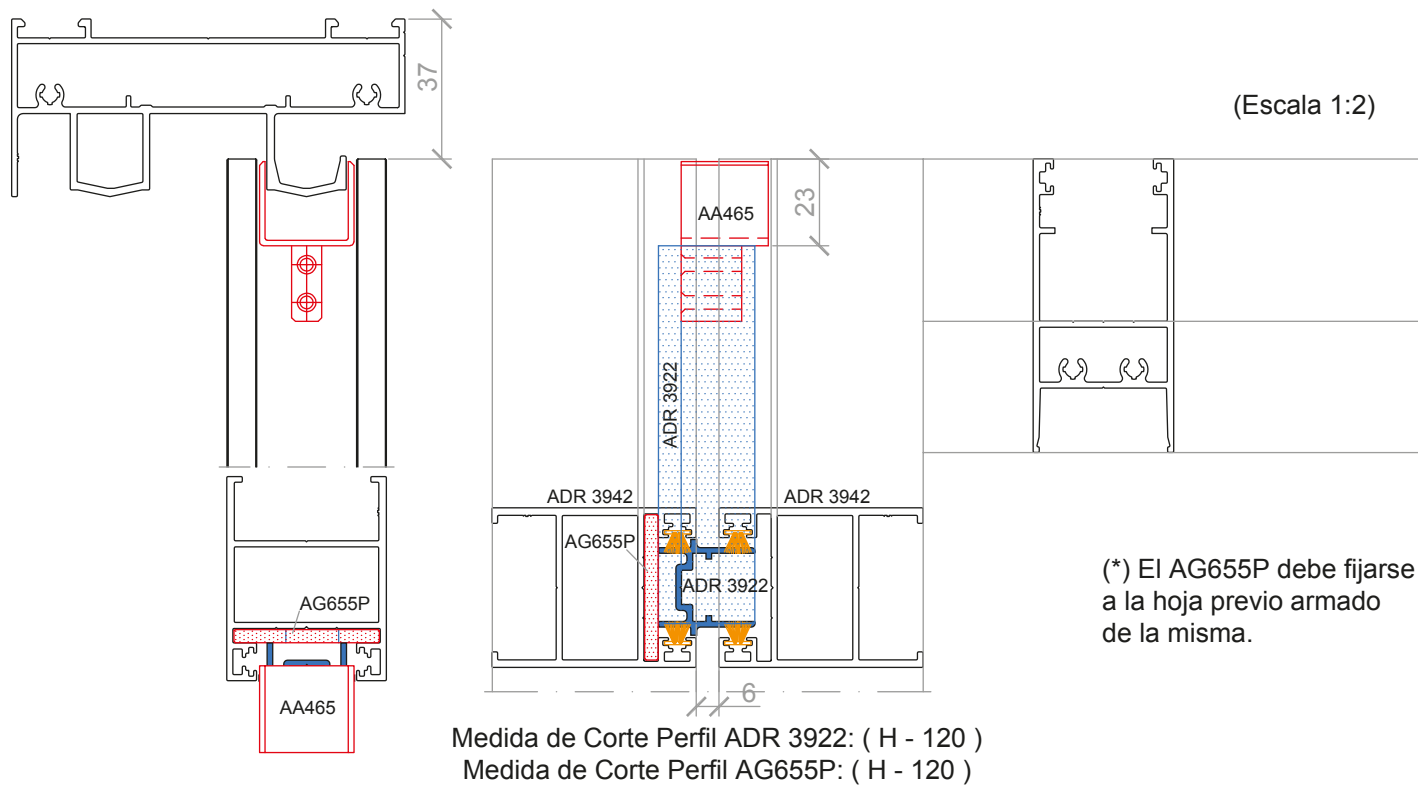 37
(Escala 1:2)
AA465
23
ADR 3922
ADR 3942
ADR 3942
AG655P
ADR 3922
AG655P
AA465
(*) El AG655P debe fijarse
a la hoja previo armado
de la misma.
6
Medida de Corte Perfil ADR 3922: ( H - 120 )
Medida de Corte Perfil AG655P: ( H - 120 )